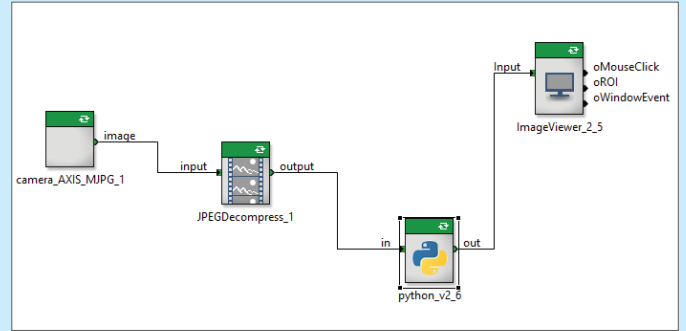 Input
oMouseClick
oROI
oWindowEvent
ImageViewer_2_5
image
camera_AXIS_MJPG_1
input
output
JPEGDecompress_1
in
out
python_v2_6